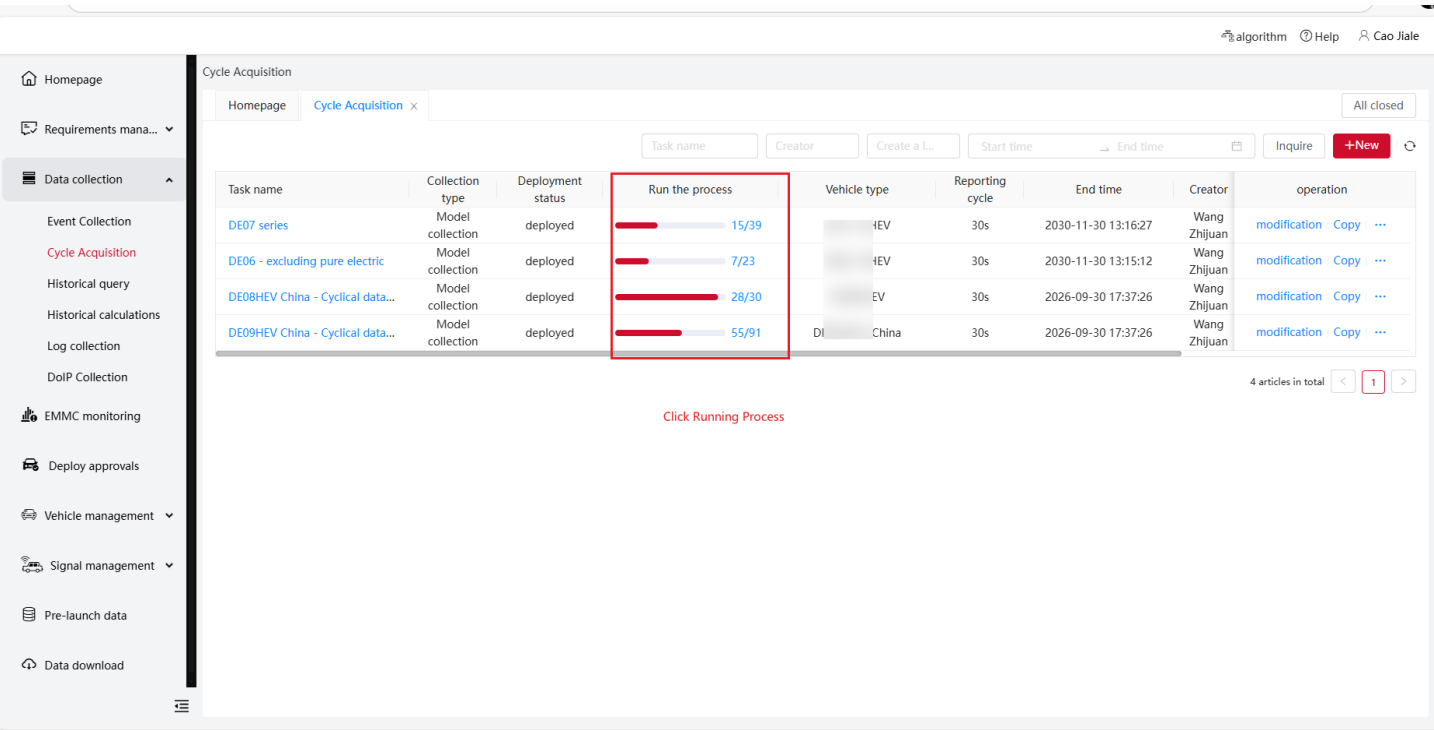 algorithm Help Cao Jiale
Homepage
Requirements mana...
Data collection
Event Collection
Cycle Acquisition
Historical query
Historical calculations
Log collection
DoIP Collection
EMMC monitoring
Deploy approvals
Vehicle management
Signal management
Pre-launch data
Data download
Cycle Acquisition
Homepage Cycle Acquisition × All closed
Task name Creator Create a l... Start time End time Inquire +New
Task name Collection type Deployment status Run the process Vehicle type Reporting cycle End time Creator operation
DE07 series Model collection deployed 15/39 HEV 30s 2030-11-30 13:16:27 Wang Zhijuan modification Copy ...
DE06 - excluding pure electric Model collection deployed 7/23 HEV 30s 2030-11-30 13:15:12 Wang Zhijuan modification Copy ...
DE08HEV China - Cyclical data... Model collection deployed 28/30 EV 30s 2026-09-30 17:37:26 Wang Zhijuan modification Copy ...
DE09HEV China - Cyclical data... Model collection deployed 55/91 China 30s 2026-09-30 17:37:26 Wang Zhijuan modification Copy ...
4 articles in total < 1 >
Click Running Process